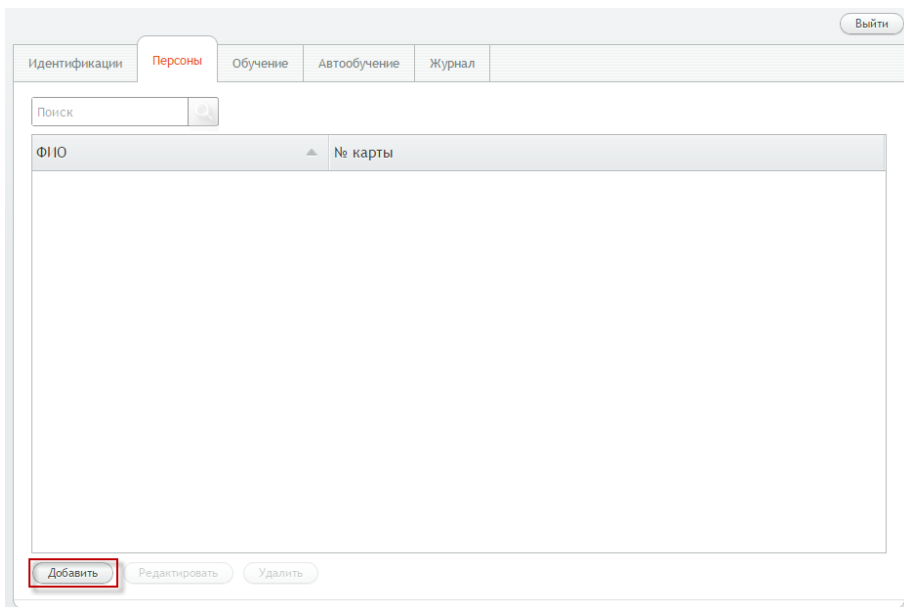 Выйти
Идентификации Персоны Обучение Автообучение Журнал
Поиск
ФИО № карты
Добавить Редактировать Удалить